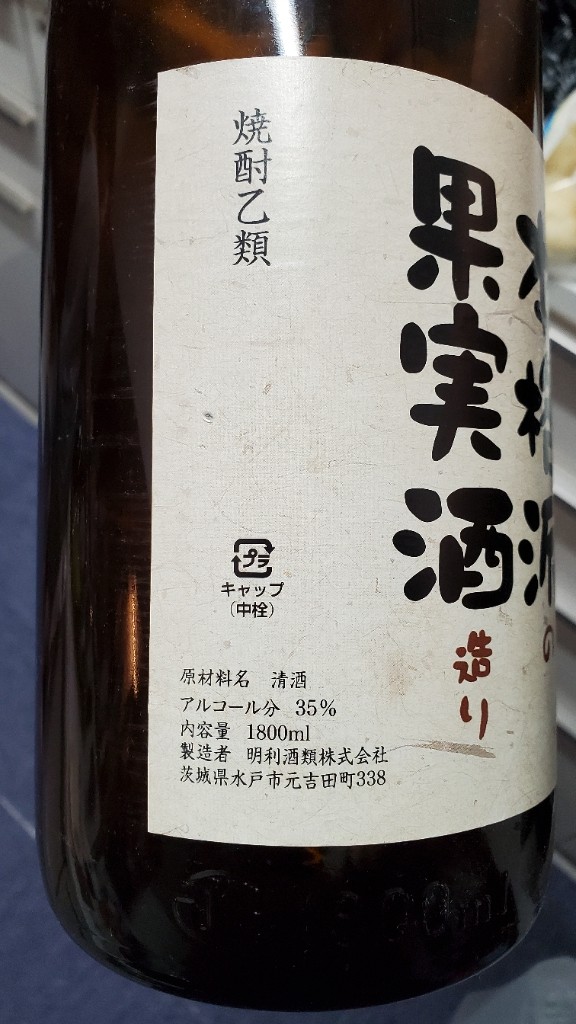 果実酒
造り
焼酎乙類
プラ
キャップ
(中栓)
原材料名 清酒
アルコール分 35%
内容量 1800ml
製造者 明利酒類株式会社
茨城県水戸市元吉田町338